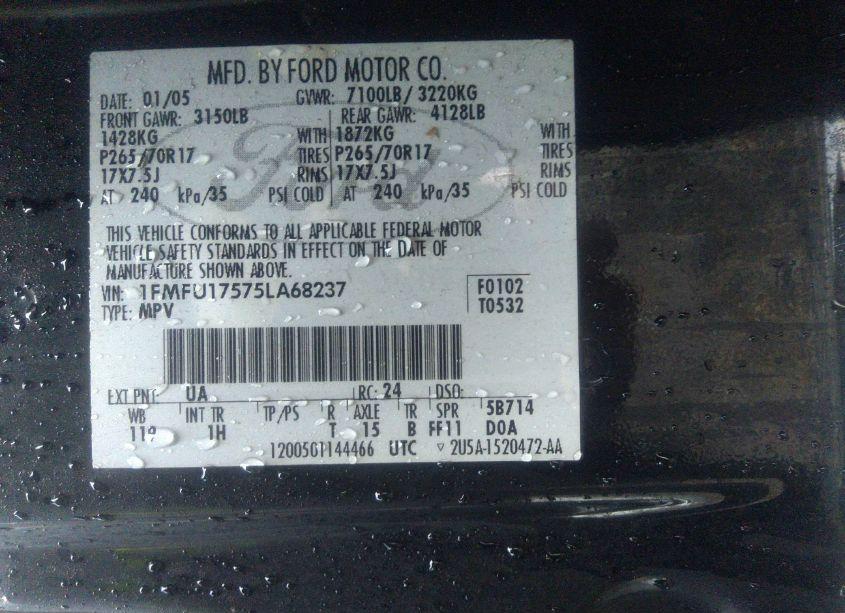 MFD. BY FORD MOTOR CO.
DATE: 01/05 GVWR: 7100LB/ 3220KG
FRONT GAWR: 3150LB REAR GAWR: 4128LB
1428KG WITH 1872KG WITH
P265/70R17 TIRES P265/70R17 TIRES
17X7.5J RIMS 17X7.5J RIMS
AT 240 kPa/35 PSI COLD AT 240 kPa/35 PSI COLD
Ford
THIS VEHICLE CONFORMS TO ALL APPLICABLE FEDERAL MOTOR
VEHICLE SAFETY STANDARDS IN EFFECT ON THE DATE OF
MANUFACTURE SHOWN ABOVE.
VIN: 1FMFU17575LA68237 F0102
TYPE: MPV T0532
EXT PNT: UA RC: 24 DSO:
WB INT TR TP/PS R AXLE TR SPR 5B714
119 1H T 15 B FF11 DOA
1200501144466 UTC ▽ 2U5A-1520472-AA